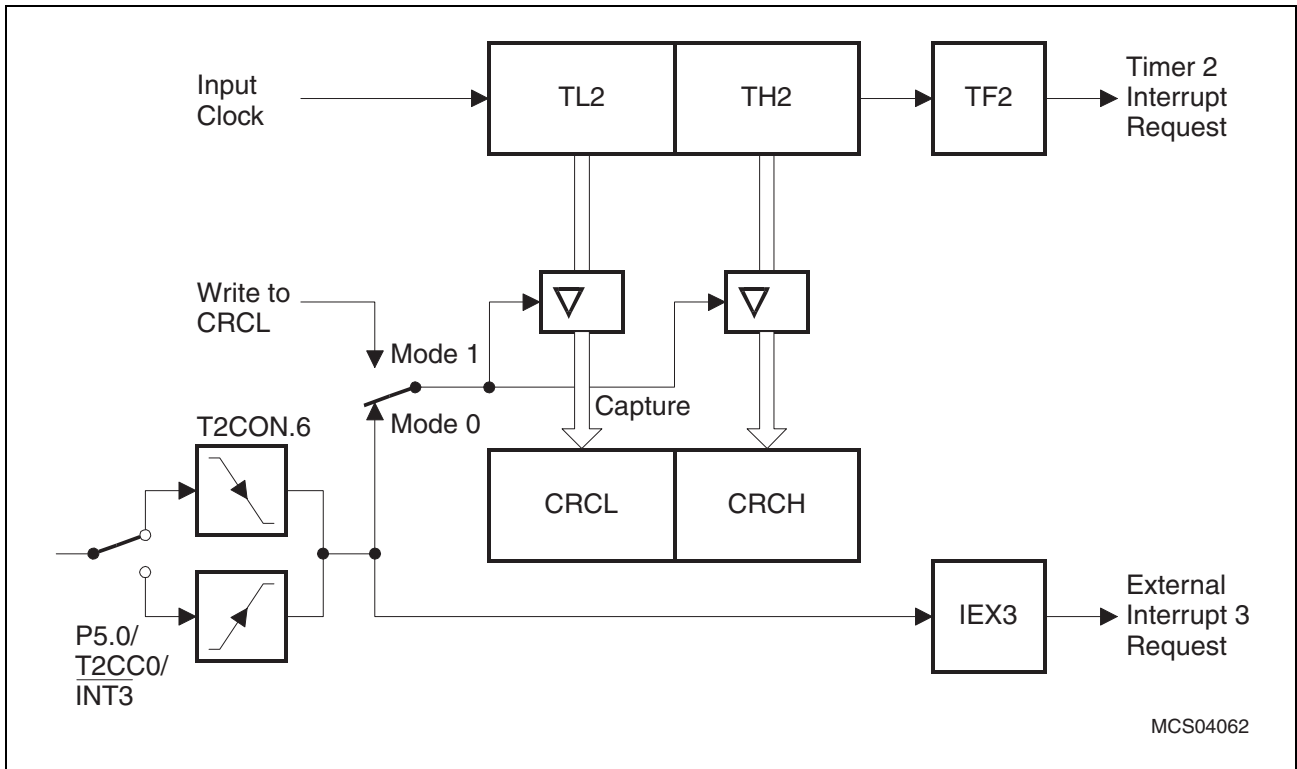 Input
Clock
TL2
TH2
TF2
Timer 2
Interrupt
Request
Write to
CRCL
Mode 1
Mode 0
Capture
T2CON.6
CRCL
CRCH
P5.0/
T2CC0/
INT3
IEX3
External
Interrupt 3
Request
MCS04062